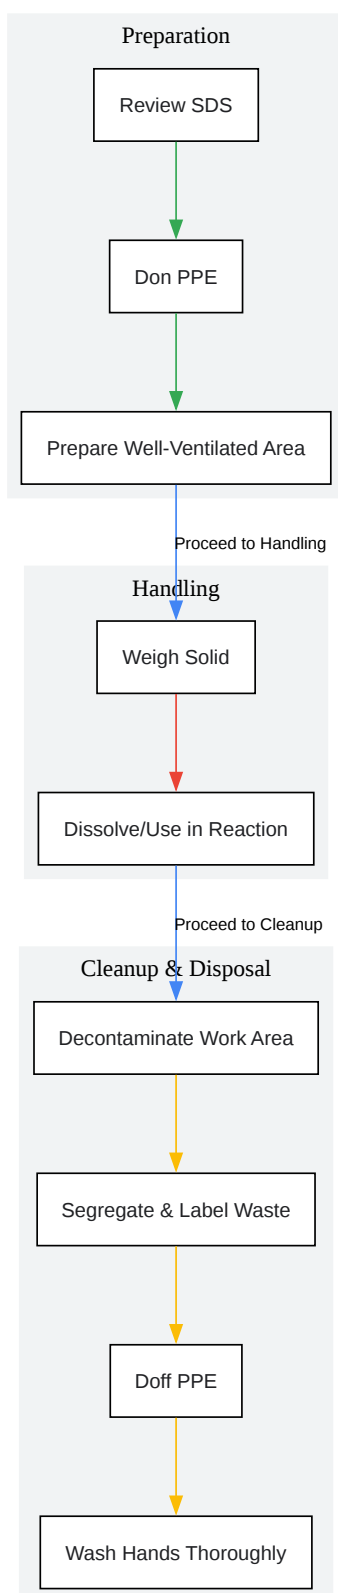 Preparation
Review SDS
Don PPE
Prepare Well-Ventilated Area
Proceed to Handling
Handling
Weigh Solid
Dissolve/Use in Reaction
Proceed to Cleanup
Cleanup & Disposal
Decontaminate Work Area
Segregate & Label Waste
Doff PPE
Wash Hands Thoroughly